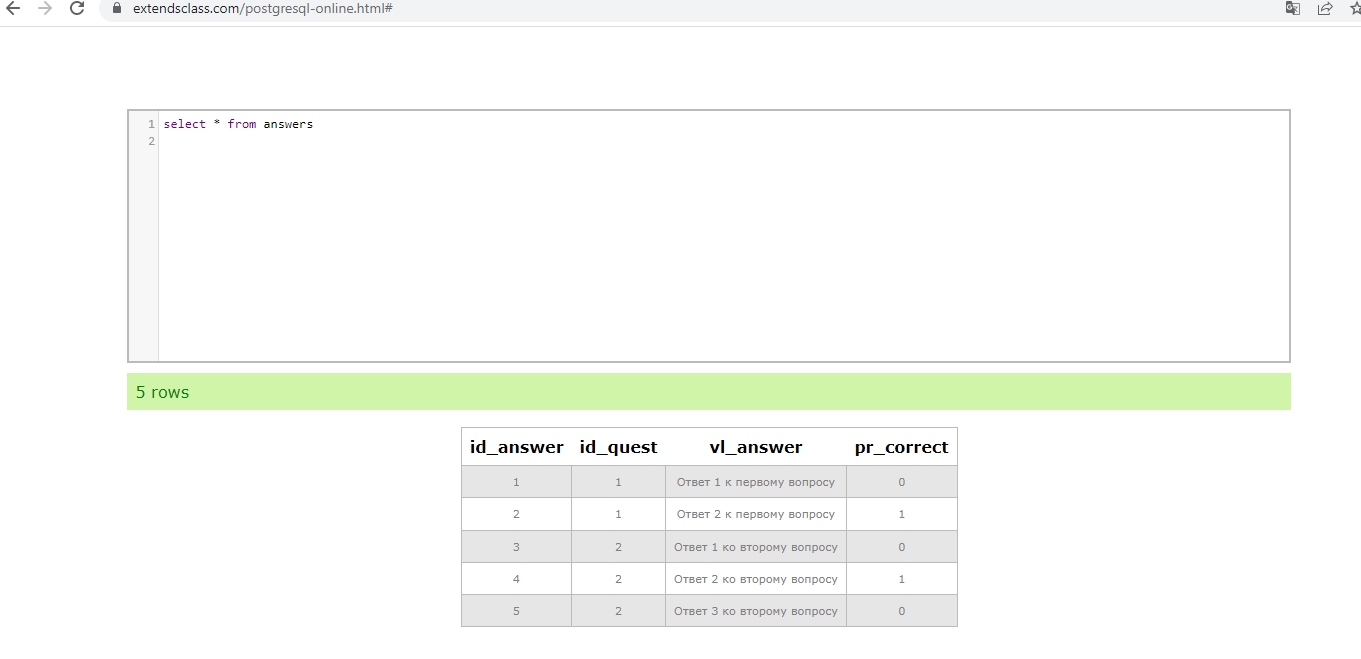 extendsclass.com/postgresql-online.html#
1 select * from answers
2
5 rows
id_answer id_quest vl_answer pr_correct
1 1 Ответ 1 к первому вопросу 0
2 1 Ответ 2 к первому вопросу 1
3 2 Ответ 1 ко второму вопросу 0
4 2 Ответ 2 ко второму вопросу 1
5 2 Ответ 3 ко второму вопросу 0